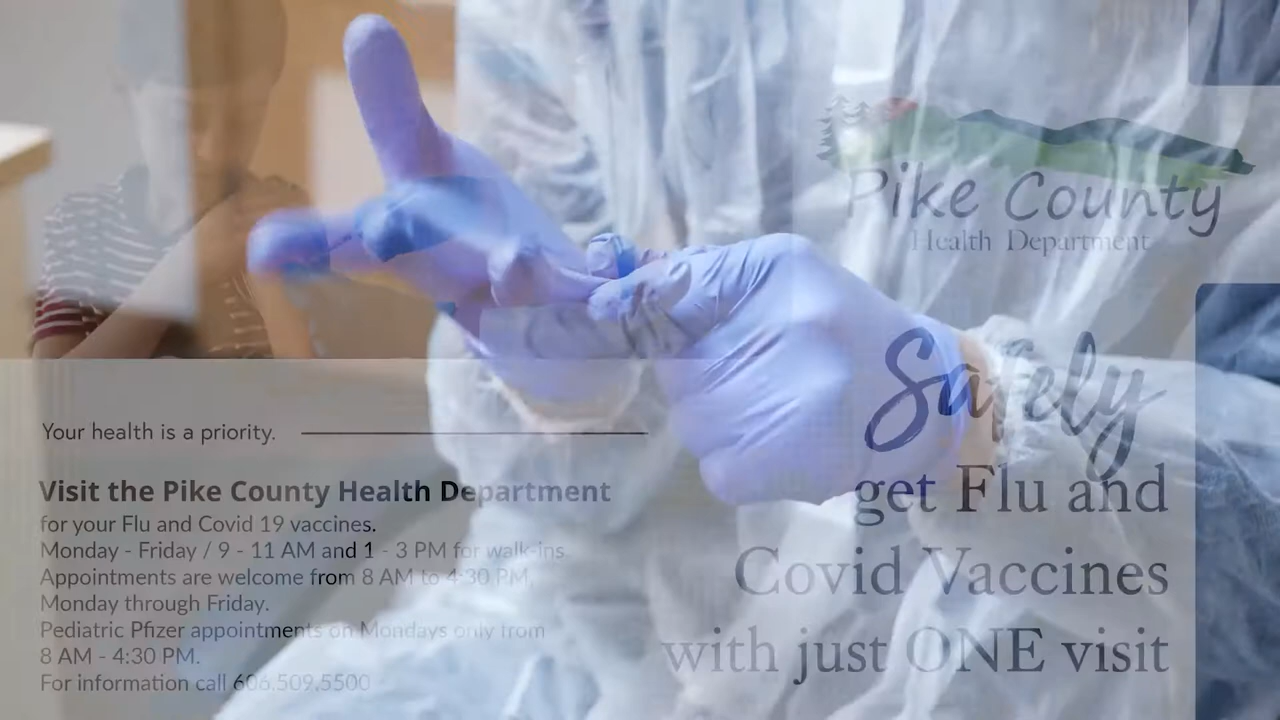 Pike County
Health Department
Safely
get Flu and
Covid Vaccines
with just ONE visit
Your health is a priority.
Visit the Pike County Health Department
for your Flu and Covid 19 vaccines.
Monday - Friday / 9 - 11 AM and 1 - 3 PM for walk-ins.
Appointments are welcome from 8 AM to 4:30 PM,
Monday through Friday.
Pediatric Pfizer appointments on Mondays only from
8 AM - 4:30 PM.
For information call 606.509.5500